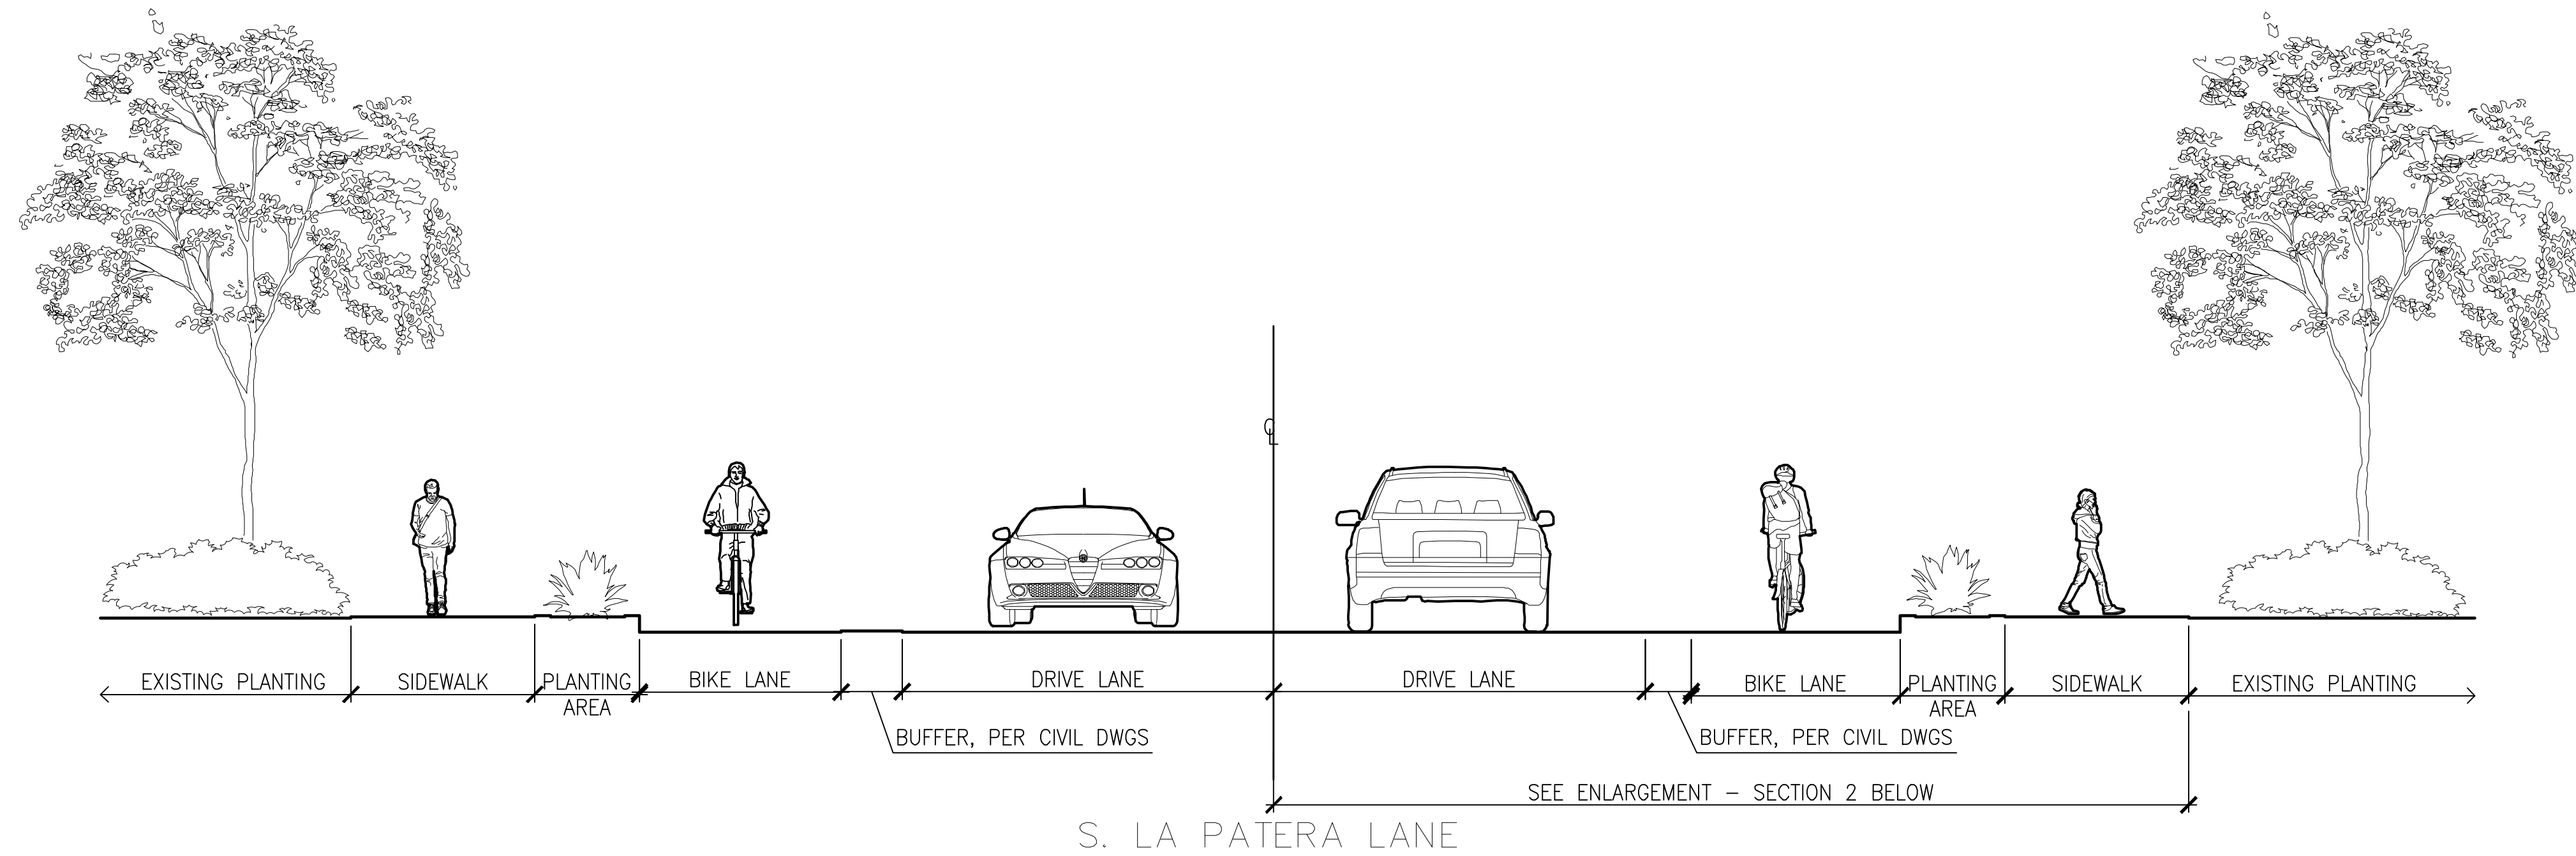 ℄
EXISTING PLANTING
SIDEWALK
PLANTING
AREA
BIKE LANE
DRIVE LANE
DRIVE LANE
BIKE LANE
PLANTING
AREA
SIDEWALK
EXISTING PLANTING
BUFFER, PER CIVIL DWGS
BUFFER, PER CIVIL DWGS
SEE ENLARGEMENT – SECTION 2 BELOW
S. LA PATERA LANE